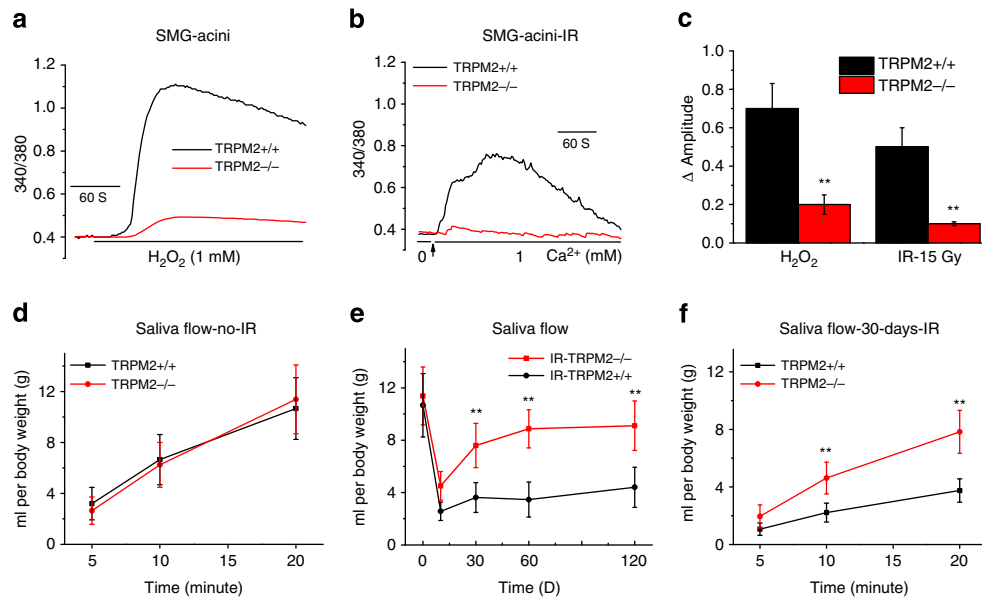 a
SMG-acini
1.2
1.0
0.8
0.6
0.4
340/380
TRPM2+/+
TRPM2−/−
60 S
H₂O₂ (1 mM)
b
SMG-acini-IR
TRPM2+/+
TRPM2−/−
1.2
1.0
0.8
0.6
0.4
340/380
60 S
0 1 Ca²⁺ (mM)
c
1.0
0.8
0.6
0.4
0.2
0.0
Δ Amplitude
TRPM2+/+
TRPM2−/−
**
**
H₂O₂ IR-15 Gy
d
Saliva flow-no-IR
TRPM2+/+
TRPM2−/−
12
8
4
0
ml per body weight (g)
5 10 15 20
Time (minute)
e
Saliva flow
IR-TRPM2−/−
IR-TRPM2+/+
** ** **
12
8
4
0
ml per body weight (g)
0 30 60 90 120
Time (D)
f
Saliva flow-30-days-IR
TRPM2+/+
TRPM2−/−
**
**
12
8
4
0
ml per body weight (g)
5 10 15 20
Time (minute)